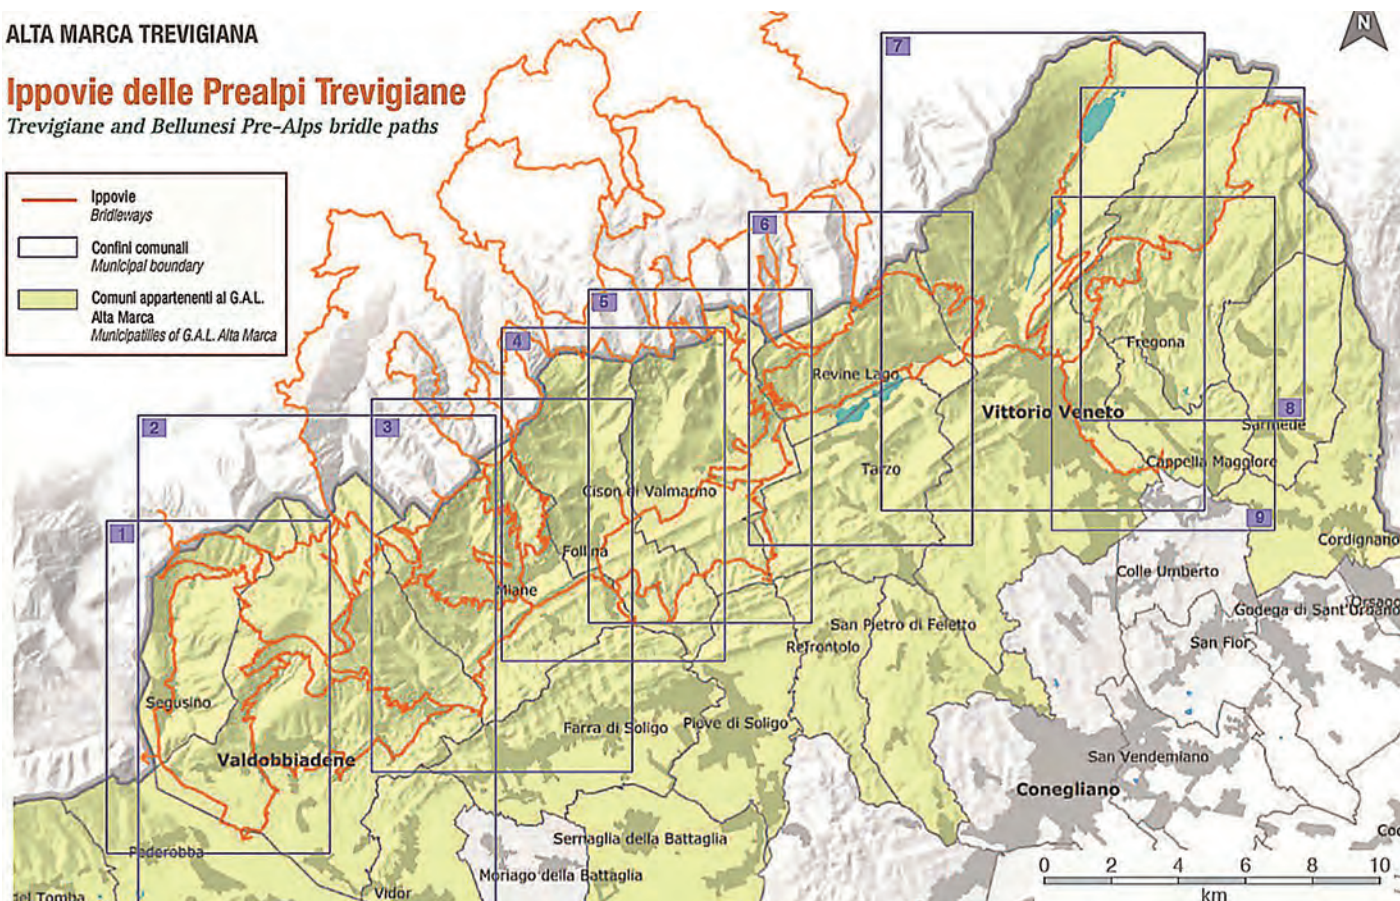 ALTA MARCA TREVIGIANA
Ippovie delle Prealpi Trevigiane
Trevigiane and Bellunesi Pre-Alps bridle paths
Ippovie
Bridleways
Confini comunali
Municipal boundary
Comuni appartenenti al G.A.L.
Alta Marca
Municipatilies of G.A.L. Alta Marca
N
7
6
5
4
8
2
3
1
9
Fregona
Revine Lago
Vittorio Veneto
Sarmede
Tarzo
Cappella Maggiore
Cison di Valmarino
Cordignano
Follina
Colle Umberto
Miane
Orsago
Godega di Sant'Urbano
San Pietro di Feletto
San Fior
Refrontolo
Segusino
Farra di Soligo
Pieve di Soligo
Valdobbiadene
San Vendemiano
Conegliano
Sernaglia della Battaglia
Pederobba
Moriago della Battaglia
Vidor
del Tomba
0 2 4 6 8 10
km